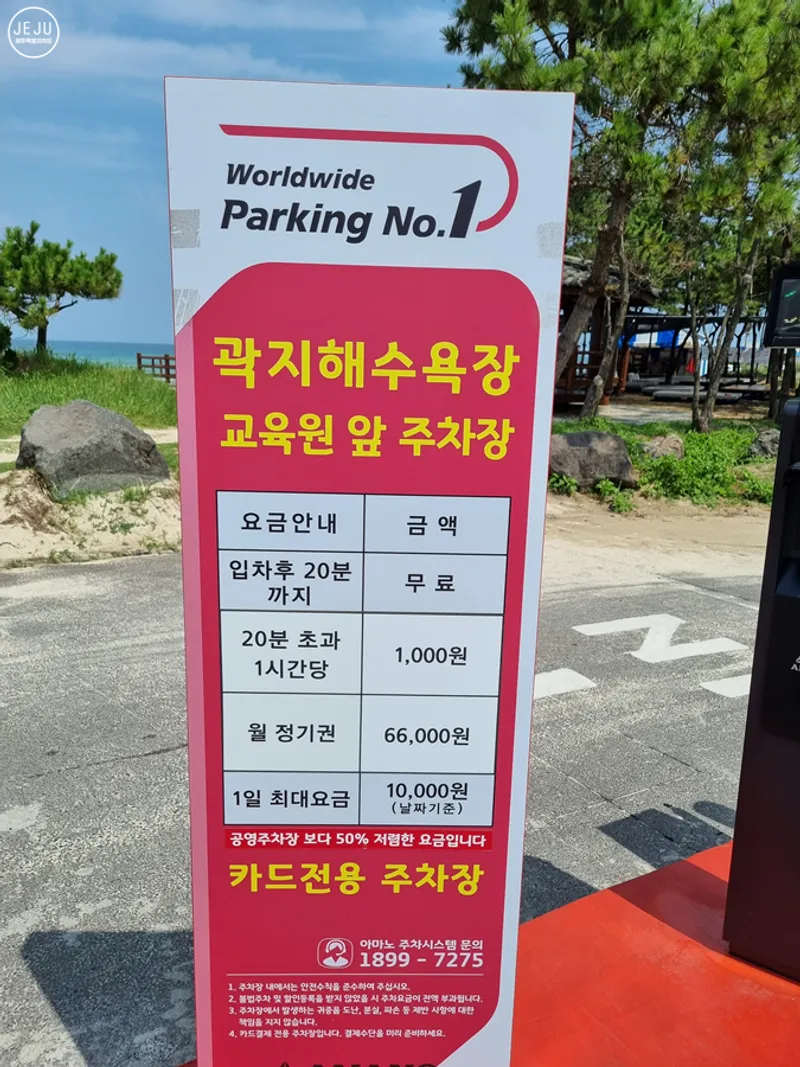 JEJU
제주특별자치도
Worldwide
Parking No.1
곽지해수욕장
교육원 앞 주차장
요금안내 금 액
입차후 20분
까지 무 료
20분 초과
1시간당 1,000원
월 정기권 66,000원
1일 최대요금 10,000원
(날짜기준)
공영주차장 보다 50% 저렴한 요금입니다
카드전용 주차장
아마노 주차시스템 문의
1899 - 7275
1. 주차장 내에서는 안전수칙을 준수하여 주십시오.
2. 불법주차 및 할인등록을 받지 않았을 시 주차요금이 전액 부과됩니다.
3. 주차장에서 발생하는 귀중품 도난, 분실, 파손 등 제반 사항에 대한
책임을 지지 않습니다.
4. 카드결제 전용 주차장입니다. 결제수단을 미리 준비하세요.